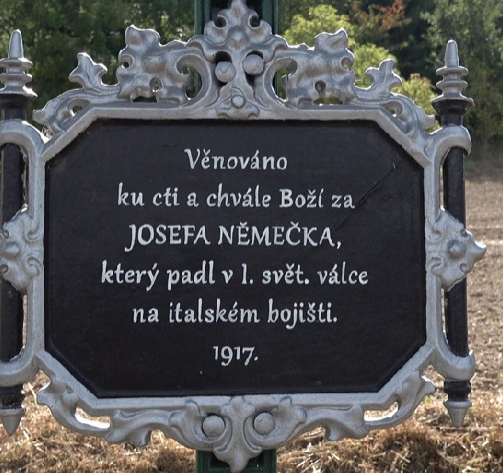 Věnováno
ku cti a chvále Boží za
JOSEFA NĚMEČKA,
který padl v 1. svět. válce
na italském bojišti.
1917.